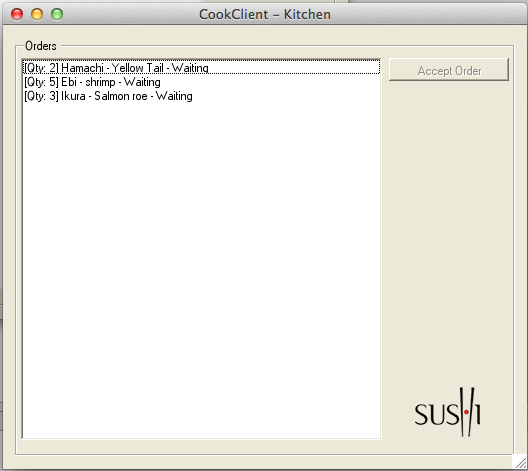 CookClient – Kitchen
Orders
[Qty: 2] Hamachi - Yellow Tail - Waiting
[Qty: 5] Ebi - shrimp - Waiting
[Qty: 3] Ikura - Salmon roe - Waiting
Accept Order
SUSHI